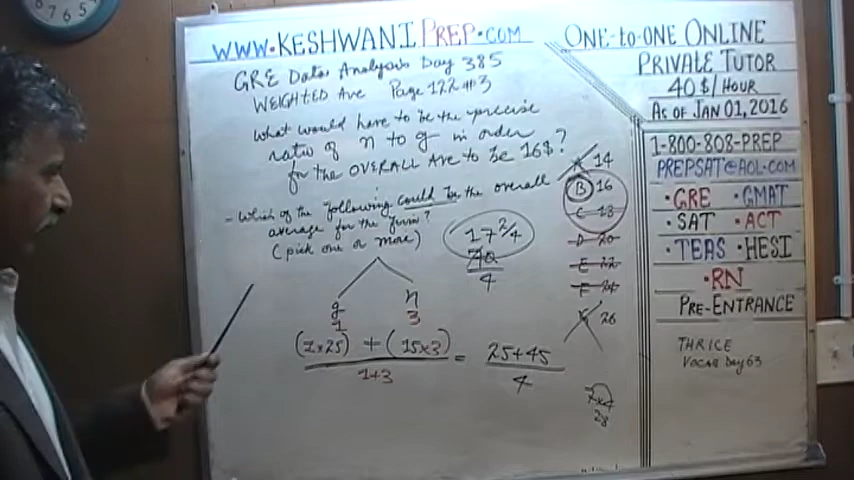 WWW.KESHWANIPREP.COM
GRE Data Analysis Day 385
WEIGHTED AVE Page 122 #3
What would have to be the precise
ratio of n to g in order
for the OVERALL AVE to be 16$?
- Which of the following could be the overall
average for the firm?
(pick one or more)
17 2/4
70
4
g n
1 3
(1x25) + (15x3) = 25+45
1+3 4
A 14
B 16
C 18
D 20
E 22
F 24
26
28
ONE-TO-ONE ONLINE
PRIVATE TUTOR
40$/HOUR
AS OF JAN 01, 2016
1-800-808-PREP
PREPSAT@AOL.COM
•GRE •GMAT
•SAT •ACT
•TEAS •HESI
•RN
PRE-ENTRANCE
THRICE
VOCAB Day 63
6
5
6
7